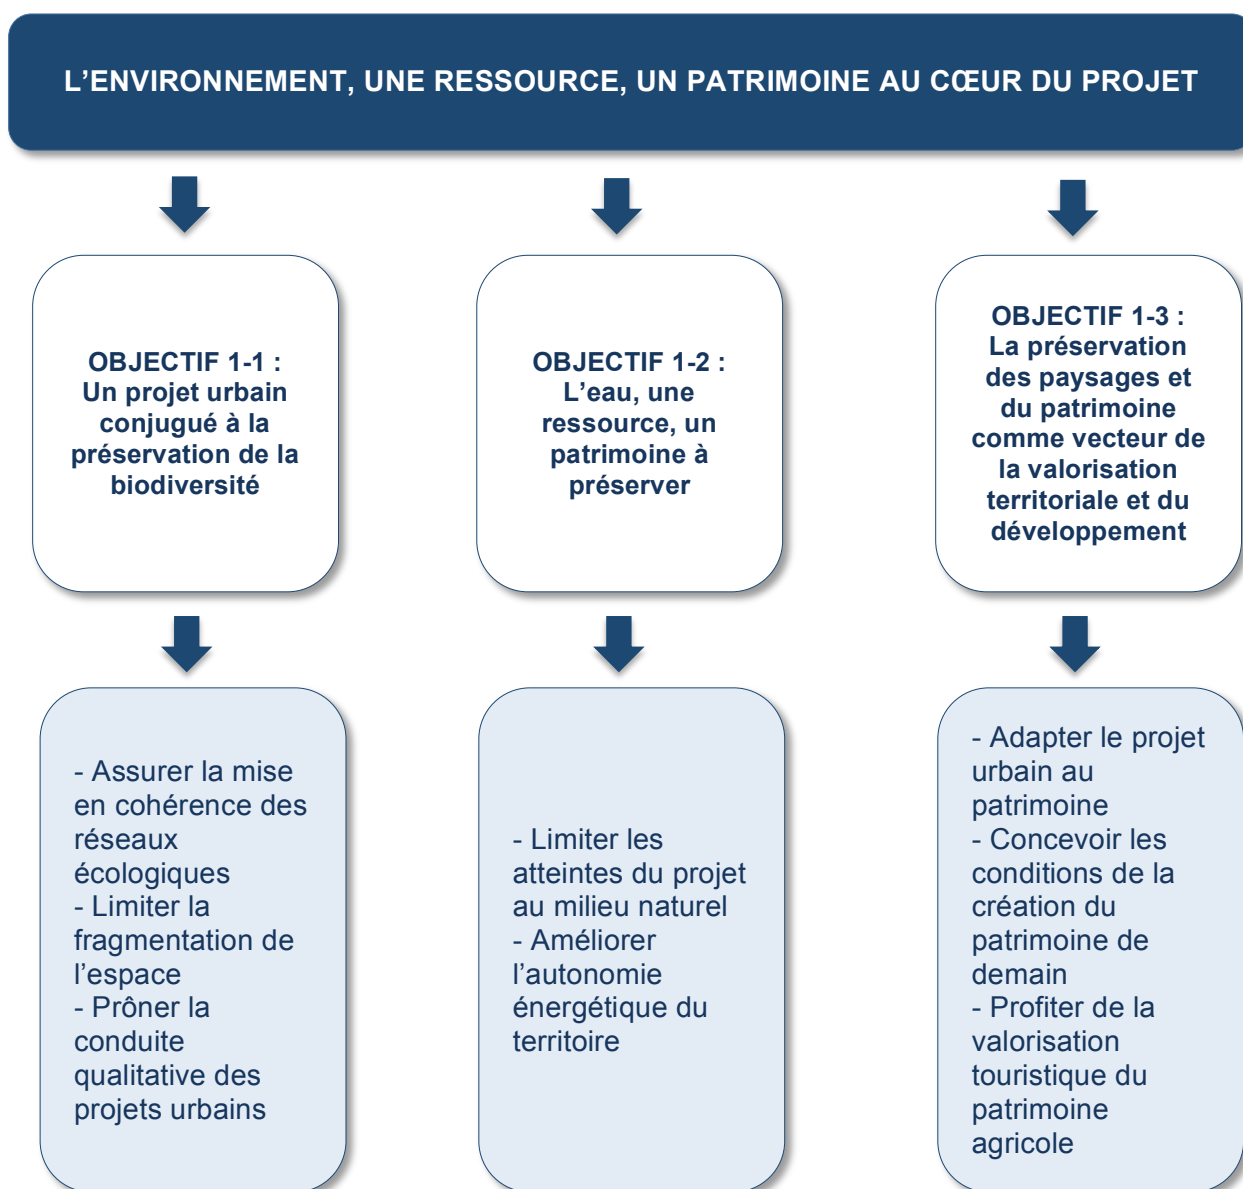 L’ENVIRONNEMENT, UNE RESSOURCE, UN PATRIMOINE AU CŒUR DU PROJET
OBJECTIF 1-1 :
Un projet urbain
conjugué à la
préservation de la
biodiversité
OBJECTIF 1-2 :
L’eau, une
ressource, un
patrimoine à
préserver
OBJECTIF 1-3 :
La préservation
des paysages et
du patrimoine
comme vecteur de
la valorisation
territoriale et du
développement
- Assurer la mise
en cohérence des
réseaux
écologiques
- Limiter la
fragmentation de
l’espace
- Prôner la
conduite
qualitative des
projets urbains
- Limiter les
atteintes du projet
au milieu naturel
- Améliorer
l’autonomie
énergétique du
territoire
- Adapter le projet
urbain au
patrimoine
- Concevoir les
conditions de la
création du
patrimoine de
demain
- Profiter de la
valorisation
touristique du
patrimoine
agricole